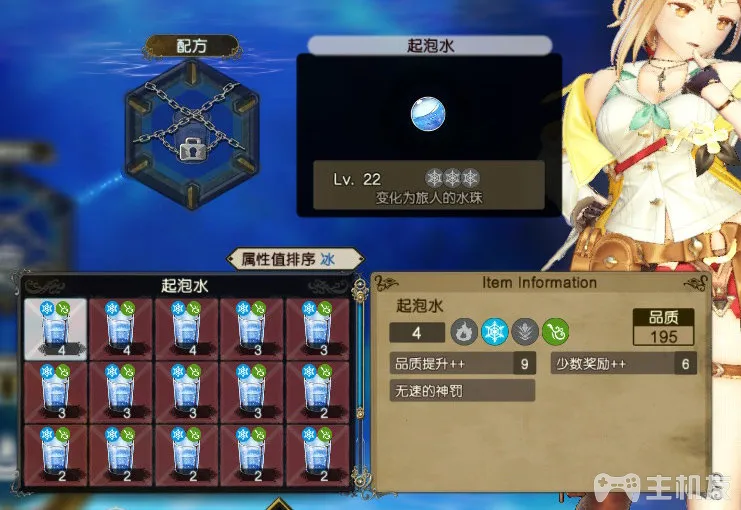 配方
起泡水
Lv. 22
变化为旅人的水珠
属性值排序 冰
起泡水
4
4
4
3
3
3
3
3
3
2
2
2
2
2
2
Item Information
起泡水
4
品质
195
品质提升++ 9
少数奖励++ 6
无速的神罚
主机友